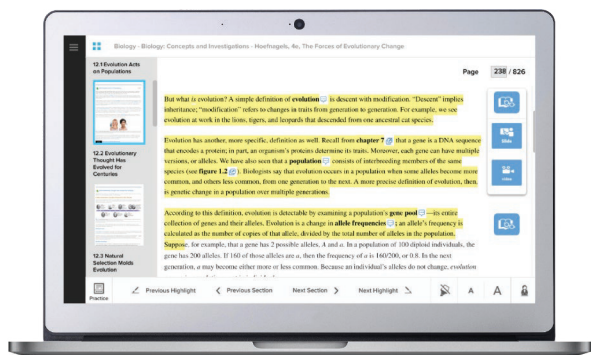 Biology - Biology: Concepts and Investigations - Hoefnagels, 4e, The Forces of Evolutionary Change
12.1 Evolution Acts
on Populations
12.2 Evolutionary
Thought Has
Evolved for
Centuries
12.3 Natural
Selection Molds
Evolution
Page 238 / 826
But what is evolution? A simple definition of evolution is descent with modification. "Descent" implies
inheritance; "modification" refers to changes in traits from generation to generation. For example, we see
evolution at work in the lions, tigers, and leopards that descended from one ancestral cat species.
Evolution has another, more specific, definition as well. Recall from chapter 7 that a gene is a DNA sequence
that encodes a protein; in part, an organism's proteins determine its traits. Moreover, each gene can have multiple
versions, or alleles. We have also seen that a population consists of interbreeding members of the same
species (see figure 1.2). Biologists say that evolution occurs in a population when some alleles become more
common, and others less common, from one generation to the next. A more precise definition of evolution, then,
is genetic change in a population over multiple generations.
According to this definition, evolution is detectable by examining a population's gene pool —its entire
collection of genes and their alleles. Evolution is a change in allele frequencies; an allele's frequency is
calculated as the number of copies of that allele, divided by the total number of alleles in the population.
Suppose, for example, that a gene has 2 possible alleles, A and a. In a population of 100 diploid individuals, the
gene has 200 alleles. If 160 of those alleles are a, then the frequency of a is 160/200, or 0.8. In the next
generation, a may become either more or less common. Because an individual's alleles do not change, evolution
Slide
video
Practice
Previous Highlight
Previous Section
Next Section
Next Highlight
A
A